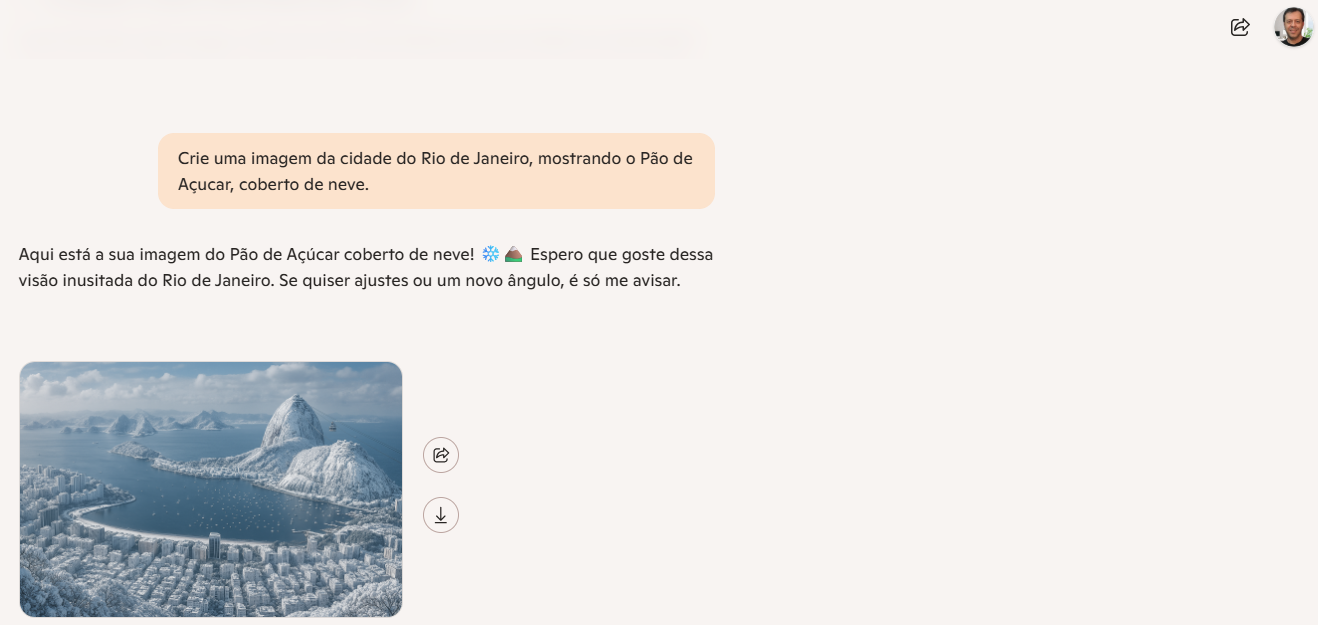 Crie uma imagem da cidade do Rio de Janeiro, mostrando o Pão de
Açucar, coberto de neve.
Aqui está a sua imagem do Pão de Açúcar coberto de neve! ❄️ ⛰️ Espero que goste dessa
visão inusitada do Rio de Janeiro. Se quiser ajustes ou um novo ângulo, é só me avisar.